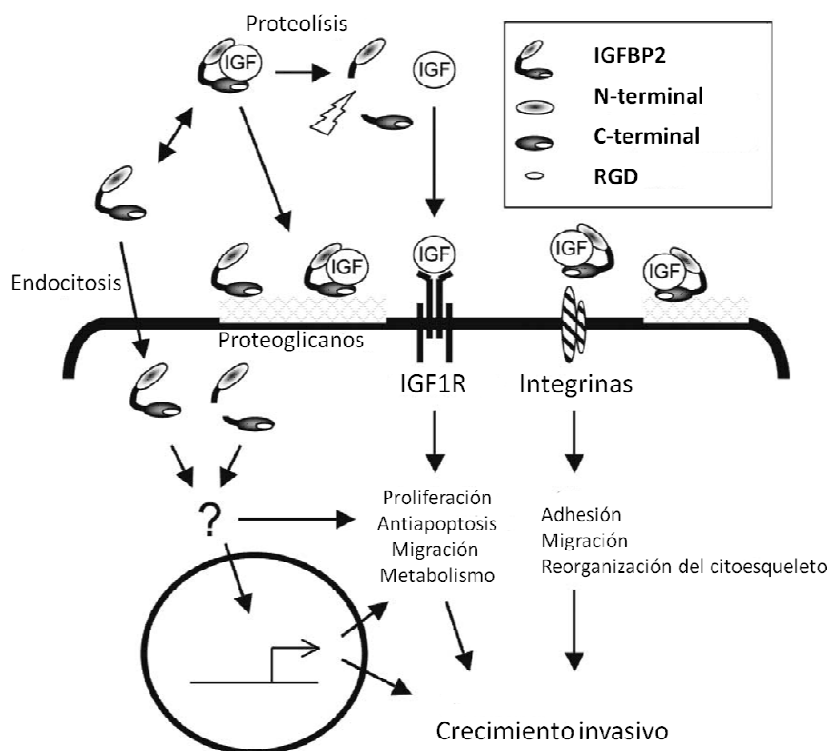 Proteolísis
IGF
IGF
IGFBP2
N-terminal
C-terminal
RGD
Endocitosis
IGF
IGF
IGF
IGF
Proteoglicanos
IGF1R
Integrinas
?
Proliferación
Antiapoptosis
Migración
Metabolismo
Adhesión
Migración
Reorganización del citoesqueleto
Crecimiento invasivo